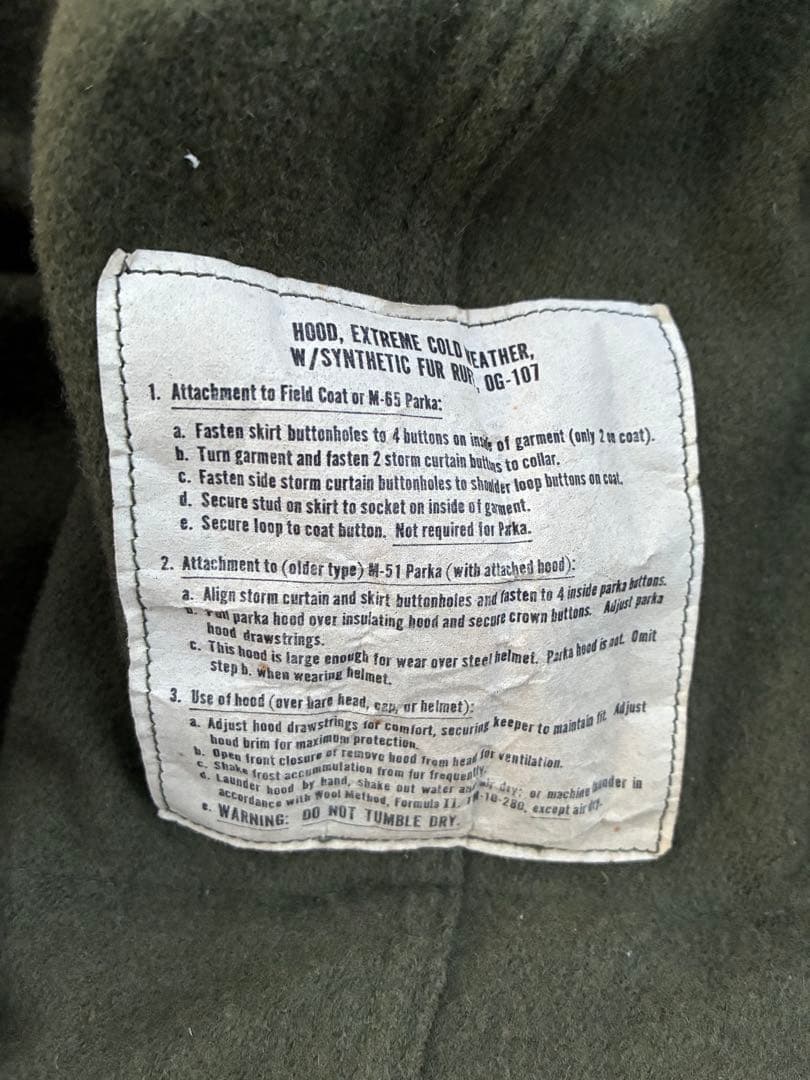 HOOD, EXTREME COLD WEATHER,
W/SYNTHETIC FUR RUFF, OG-107
1. Attachment to Field Coat or M-65 Parka:
a. Fasten skirt buttonholes to 4 buttons on inside of garment (only 2 on coat).
b. Turn garment and fasten 2 storm curtain buttons to collar.
c. Fasten side storm curtain buttonholes to shoulder loop buttons on coat.
d. Secure stud on skirt to socket on inside of garment.
e. Secure loop to coat button. Not required for Parka.
2. Attachment to (older type) M-51 Parka (with attached hood):
a. Align storm curtain and skirt buttonholes and fasten to 4 inside parka buttons.
b. Pull parka hood over insulating hood and secure crown buttons. Adjust parka
hood drawstrings.
c. This hood is large enough for wear over steel helmet. Parka hood is not. Omit
step b. when wearing helmet.
3. Use of hood (over bare head, cap, or helmet):
a. Adjust hood drawstrings for comfort, securing keeper to maintain fit. Adjust
hood brim for maximum protection.
b. Open front closure or remove hood from head for ventilation.
c. Shake frost accummulation from fur frequently.
d. Launder hood by hand, shake out water and air dry; or machine launder in
accordance with Wool Method, Formula II. 10-280, except air dry.
e. WARNING: DO NOT TUMBLE DRY.